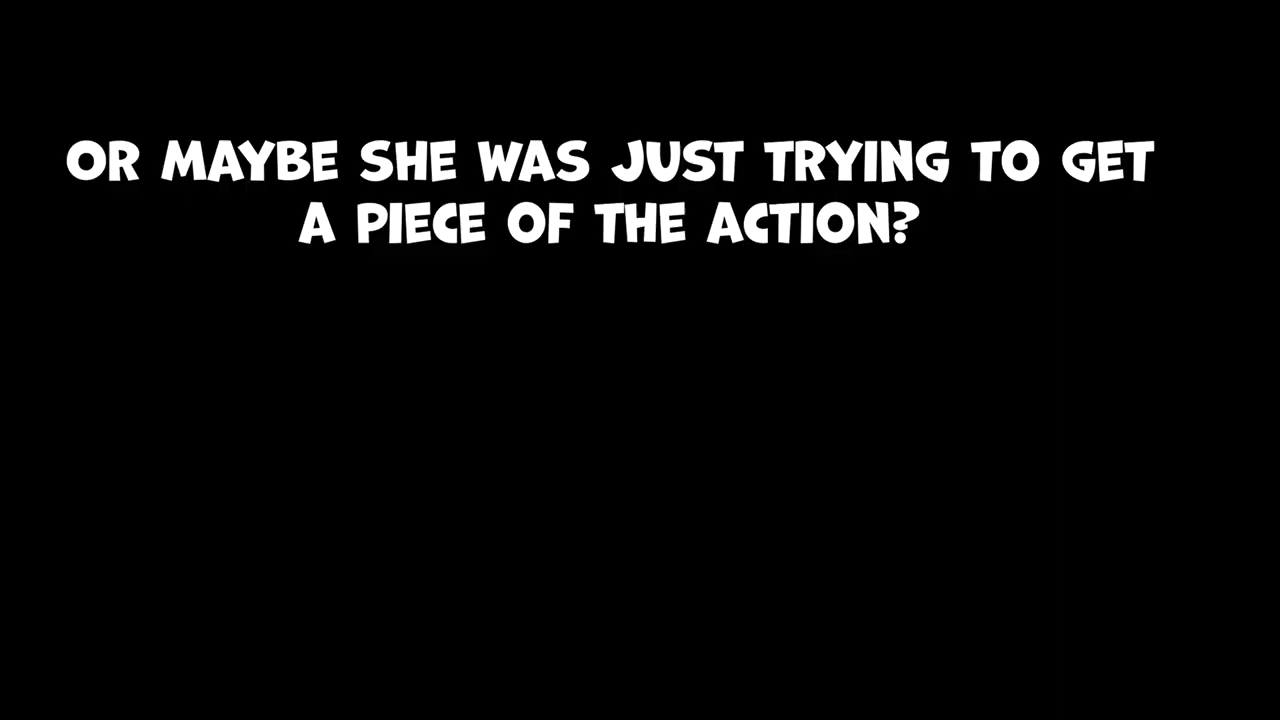 OR MAYBE SHE WAS JUST TRYING TO GET
A PIECE OF THE ACTION?